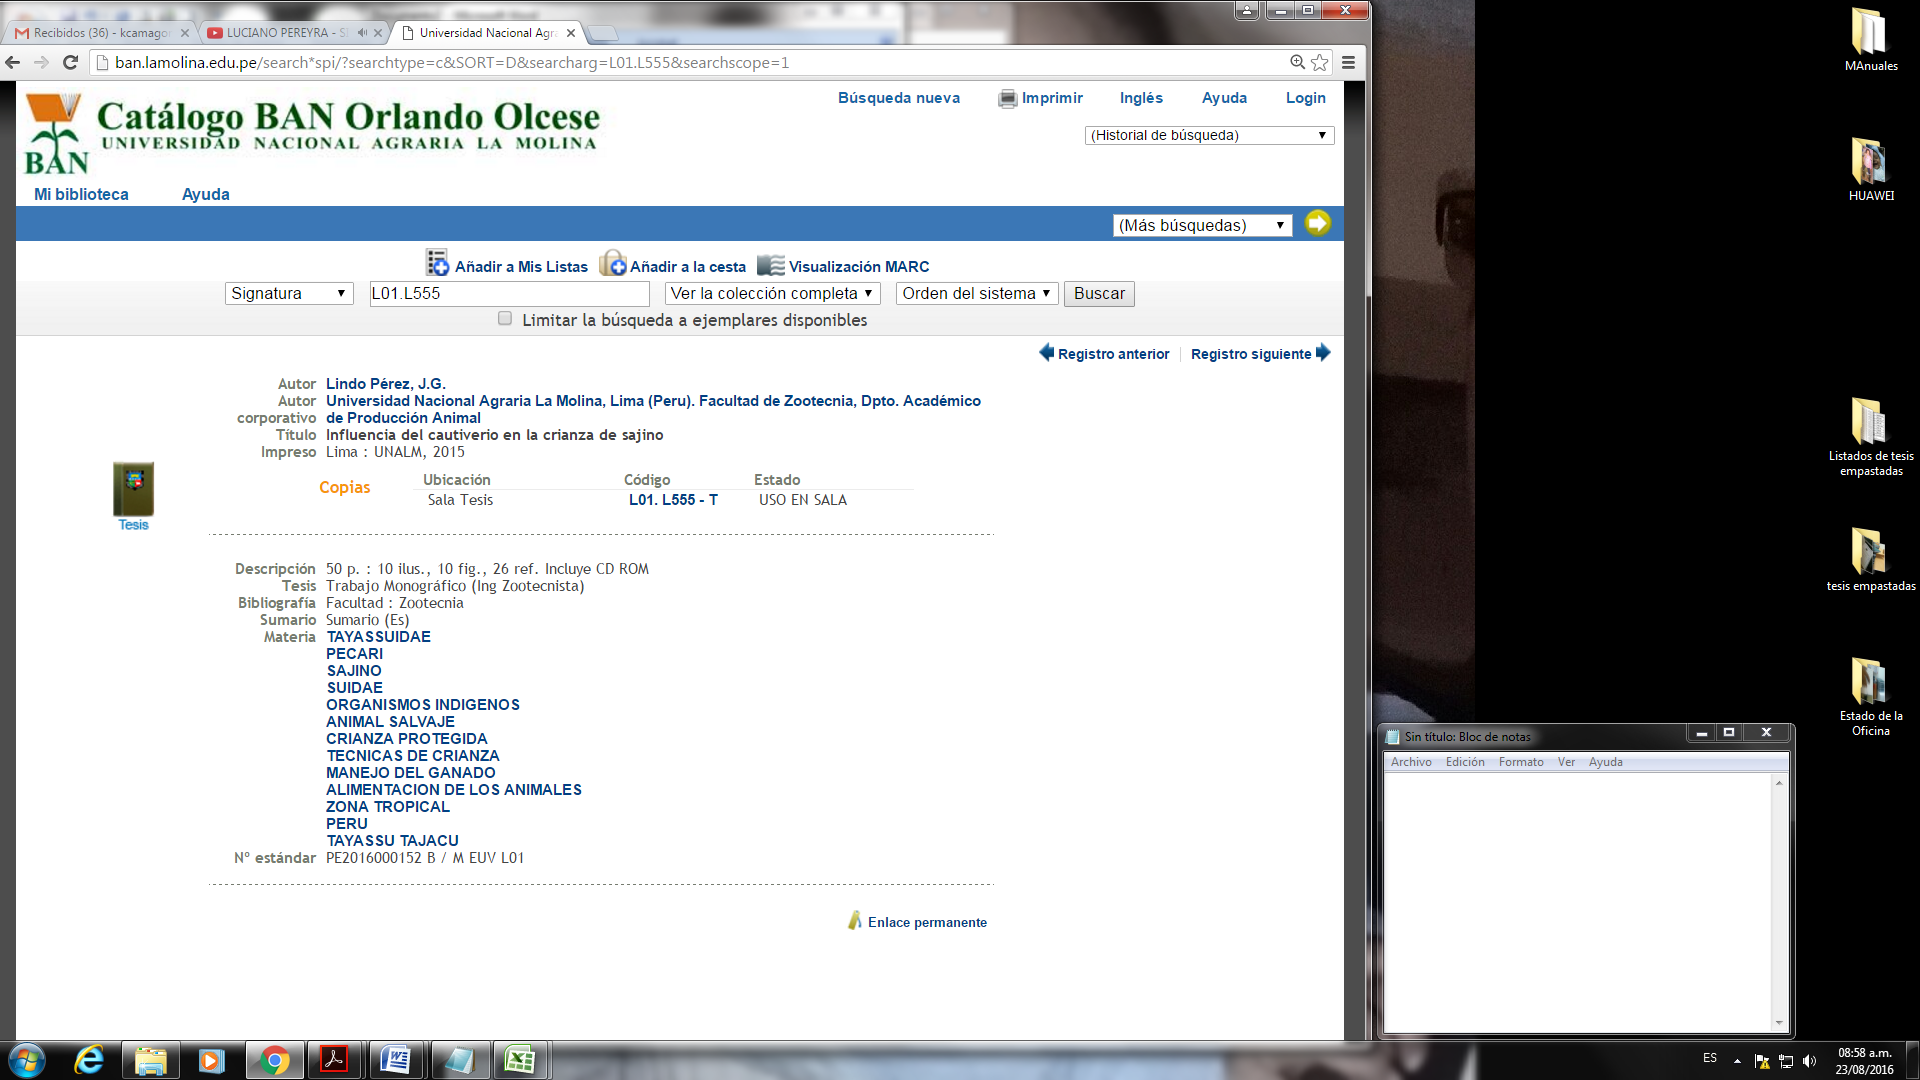 Recibidos (36) - kcamago
LUCIANO PEREYRA - S
Universidad Nacional Agra
ban.lamolina.edu.pe/search*spi/?searchtype=c&SORT=D&searcharg=L01.L555&searchscope=1
BAN
Catálogo BAN Orlando Olcese
UNIVERSIDAD NACIONAL AGRARIA LA MOLINA
Búsqueda nueva Imprimir Inglés Ayuda Login
(Historial de búsqueda)
Mi biblioteca Ayuda
(Más búsquedas)
Añadir a Mis Listas Añadir a la cesta Visualización MARC
Signatura L01.L555 Ver la colección completa Orden del sistema Buscar
Limitar la búsqueda a ejemplares disponibles
Registro anterior Registro siguiente
Autor Lindo Pérez, J.G.
Autor Universidad Nacional Agraria La Molina, Lima (Peru). Facultad de Zootecnia, Dpto. Académico
corporativo de Producción Animal
Título Influencia del cautiverio en la crianza de sajino
Impreso Lima : UNALM, 2015
Copias
Ubicación Código Estado
Sala Tesis L01. L555 - T USO EN SALA
Tesis
Descripción 50 p. : 10 ilus., 10 fig., 26 ref. Incluye CD ROM
Tesis Trabajo Monográfico (Ing Zootecnista)
Bibliografía Facultad : Zootecnia
Sumario Sumario (Es)
Materia TAYASSUIDAE
PECARI
SAJINO
SUIDAE
ORGANISMOS INDIGENOS
ANIMAL SALVAJE
CRIANZA PROTEGIDA
TECNICAS DE CRIANZA
MANEJO DEL GANADO
ALIMENTACION DE LOS ANIMALES
ZONA TROPICAL
PERU
TAYASSU TAJACU
Nº estándar PE2016000152 B / M EUV L01
Enlace permanente
MAnuales
HUAWEI
Listados de tesis
empastadas
tesis empastadas
Estado de la
Oficina
Sin título: Bloc de notas
Archivo Edición Formato Ver Ayuda
ES
08:58 a.m.
23/08/2016